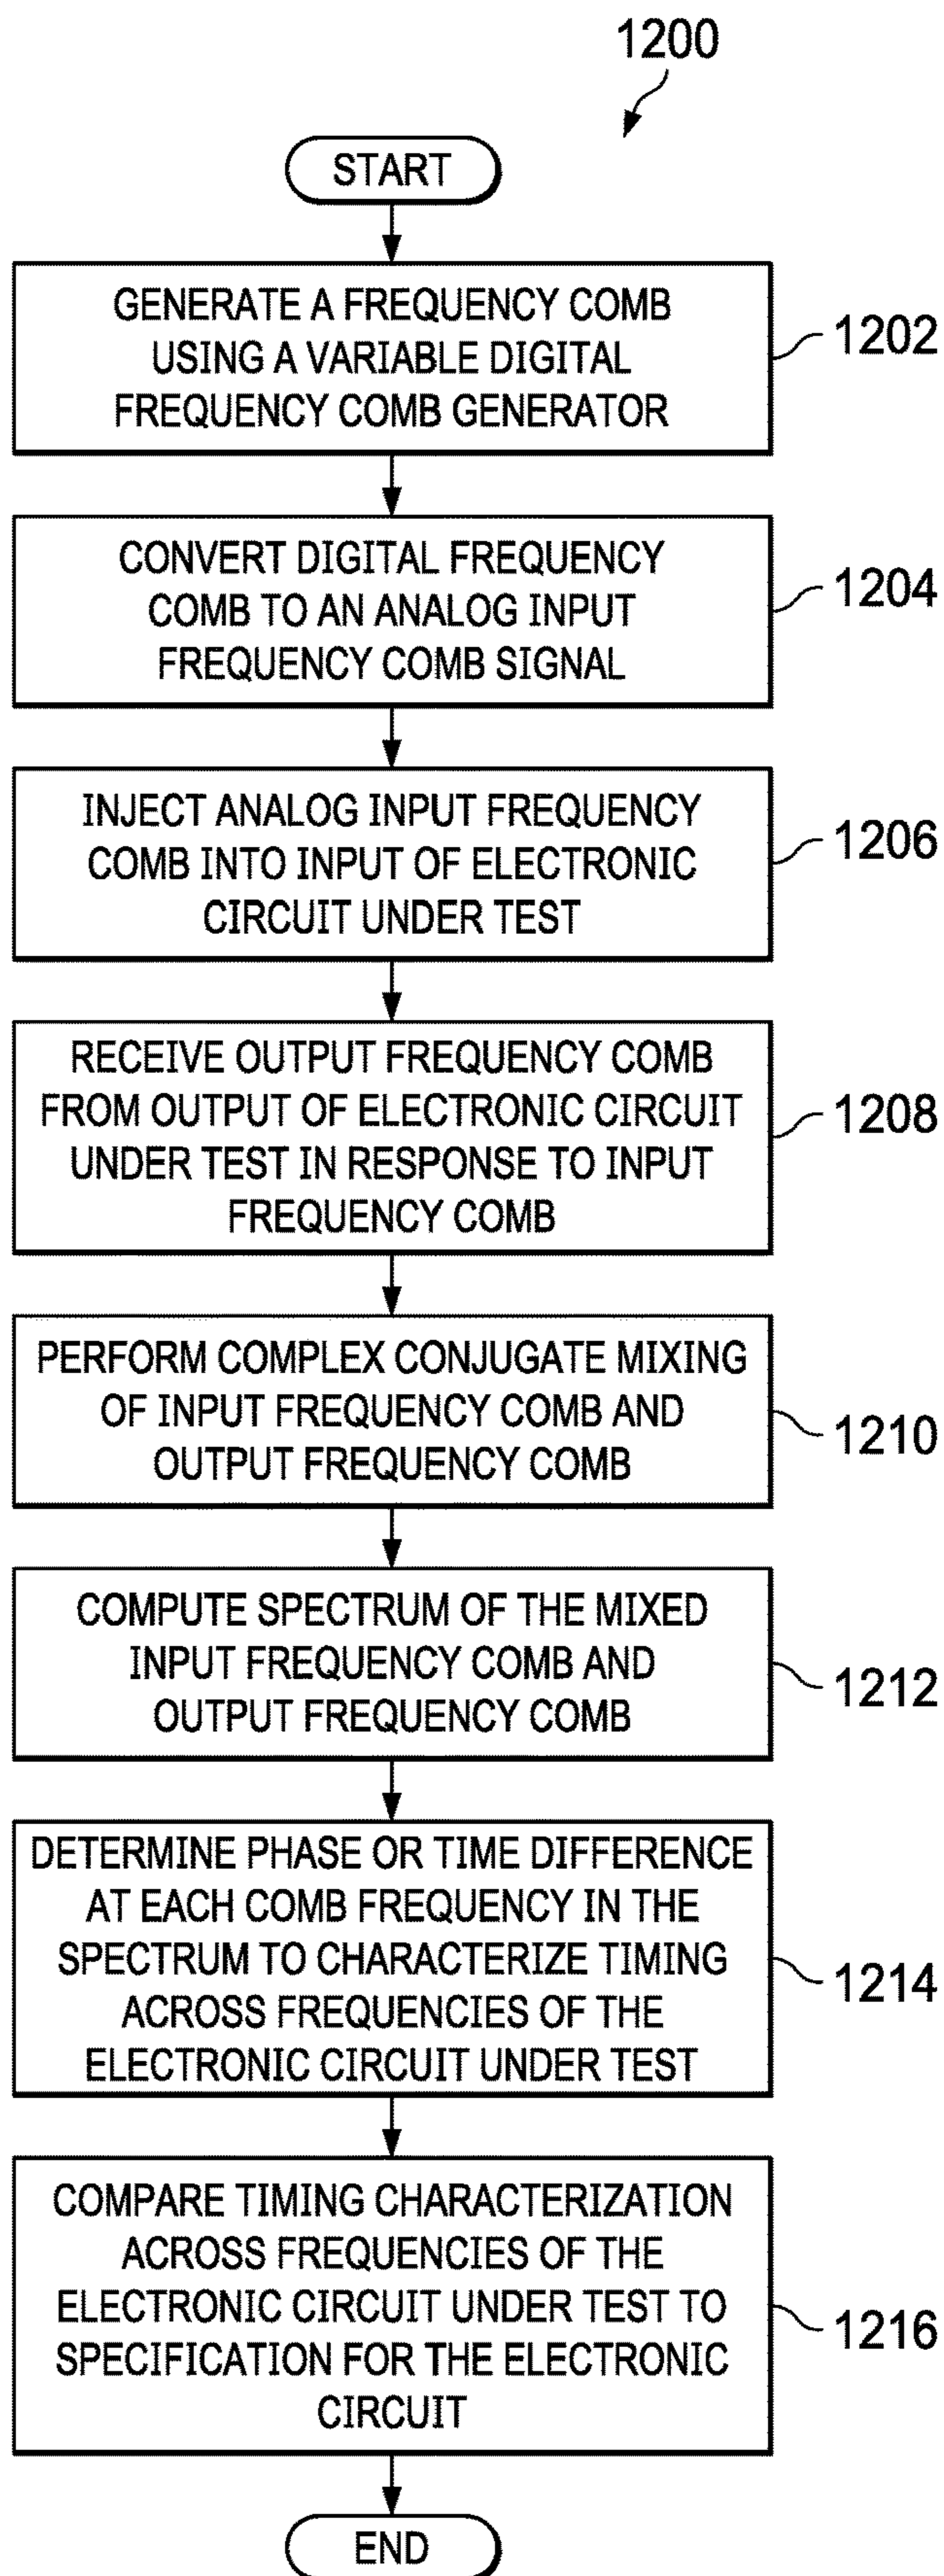 1200
START
GENERATE A FREQUENCY COMB
USING A VARIABLE DIGITAL
FREQUENCY COMB GENERATOR
1202
CONVERT DIGITAL FREQUENCY
COMB TO AN ANALOG INPUT
FREQUENCY COMB SIGNAL
1204
INJECT ANALOG INPUT FREQUENCY
COMB INTO INPUT OF ELECTRONIC
CIRCUIT UNDER TEST
1206
RECEIVE OUTPUT FREQUENCY COMB
FROM OUTPUT OF ELECTRONIC CIRCUIT
UNDER TEST IN RESPONSE TO INPUT
FREQUENCY COMB
1208
PERFORM COMPLEX CONJUGATE MIXING
OF INPUT FREQUENCY COMB AND
OUTPUT FREQUENCY COMB
1210
COMPUTE SPECTRUM OF THE MIXED
INPUT FREQUENCY COMB AND
OUTPUT FREQUENCY COMB
1212
DETERMINE PHASE OR TIME DIFFERENCE
AT EACH COMB FREQUENCY IN THE
SPECTRUM TO CHARACTERIZE TIMING
ACROSS FREQUENCIES OF THE
ELECTRONIC CIRCUIT UNDER TEST
1214
COMPARE TIMING CHARACTERIZATION
ACROSS FREQUENCIES OF THE
ELECTRONIC CIRCUIT UNDER TEST TO
SPECIFICATION FOR THE ELECTRONIC
CIRCUIT
1216
END